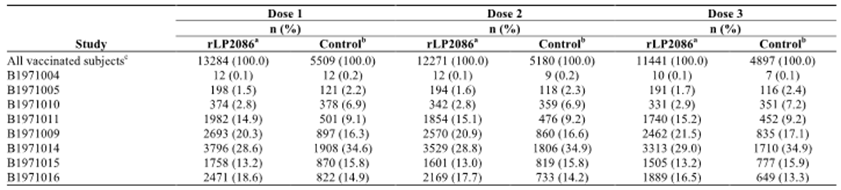 Dose 1 Dose 2 Dose 3
n (%) n (%) n (%)
Study rLP2086ᵃ Controlᵇ rLP2086ᵃ Controlᵇ rLP2086ᵃ Controlᵇ
All vaccinated subjectsᶜ 13284 (100.0) 5509 (100.0) 12271 (100.0) 5180 (100.0) 11441 (100.0) 4897 (100.0)
B1971004 12 (0.1) 12 (0.2) 12 (0.1) 9 (0.2) 10 (0.1) 7 (0.1)
B1971005 198 (1.5) 121 (2.2) 194 (1.6) 118 (2.3) 191 (1.7) 116 (2.4)
B1971010 374 (2.8) 378 (6.9) 342 (2.8) 359 (6.9) 331 (2.9) 351 (7.2)
B1971011 1982 (14.9) 501 (9.1) 1854 (15.1) 476 (9.2) 1740 (15.2) 452 (9.2)
B1971009 2693 (20.3) 897 (16.3) 2570 (20.9) 860 (16.6) 2462 (21.5) 835 (17.1)
B1971014 3796 (28.6) 1908 (34.6) 3529 (28.8) 1806 (34.9) 3313 (29.0) 1710 (34.9)
B1971015 1758 (13.2) 870 (15.8) 1601 (13.0) 819 (15.8) 1505 (13.2) 777 (15.9)
B1971016 2471 (18.6) 822 (14.9) 2169 (17.7) 733 (14.2) 1889 (16.5) 649 (13.3)